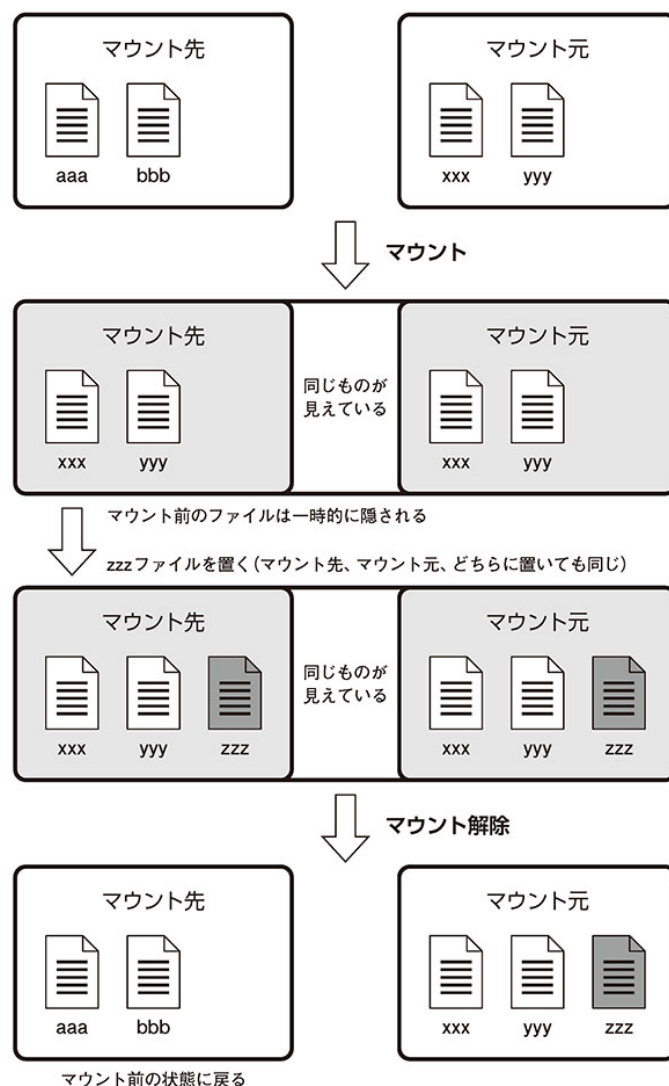 マウント先
マウント元
aaa
bbb
xxx
yyy
マウント
マウント先
マウント元
同じものが
見えている
xxx
yyy
xxx
yyy
マウント前のファイルは一時的に隠される
zzzファイルを置く(マウント先、マウント元、どちらに置いても同じ)
マウント先
マウント元
同じものが
見えている
xxx
yyy
zzz
xxx
yyy
zzz
マウント解除
マウント先
マウント元
aaa
bbb
xxx
yyy
zzz
マウント前の状態に戻る